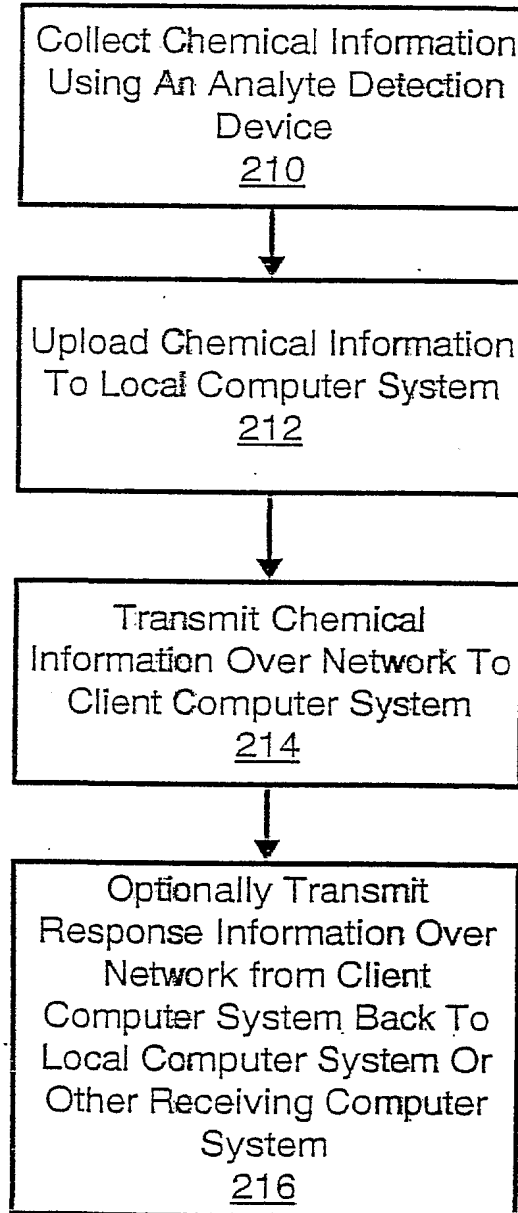 Collect Chemical Information
Using An Analyte Detection
Device
210
Upload Chemical Information
To Local Computer System
212
Transmit Chemical
Information Over Network To
Client Computer System
214
Optionally Transmit
Response Information Over
Network from Client
Computer System Back To
Local Computer System Or
Other Receiving Computer
System
216